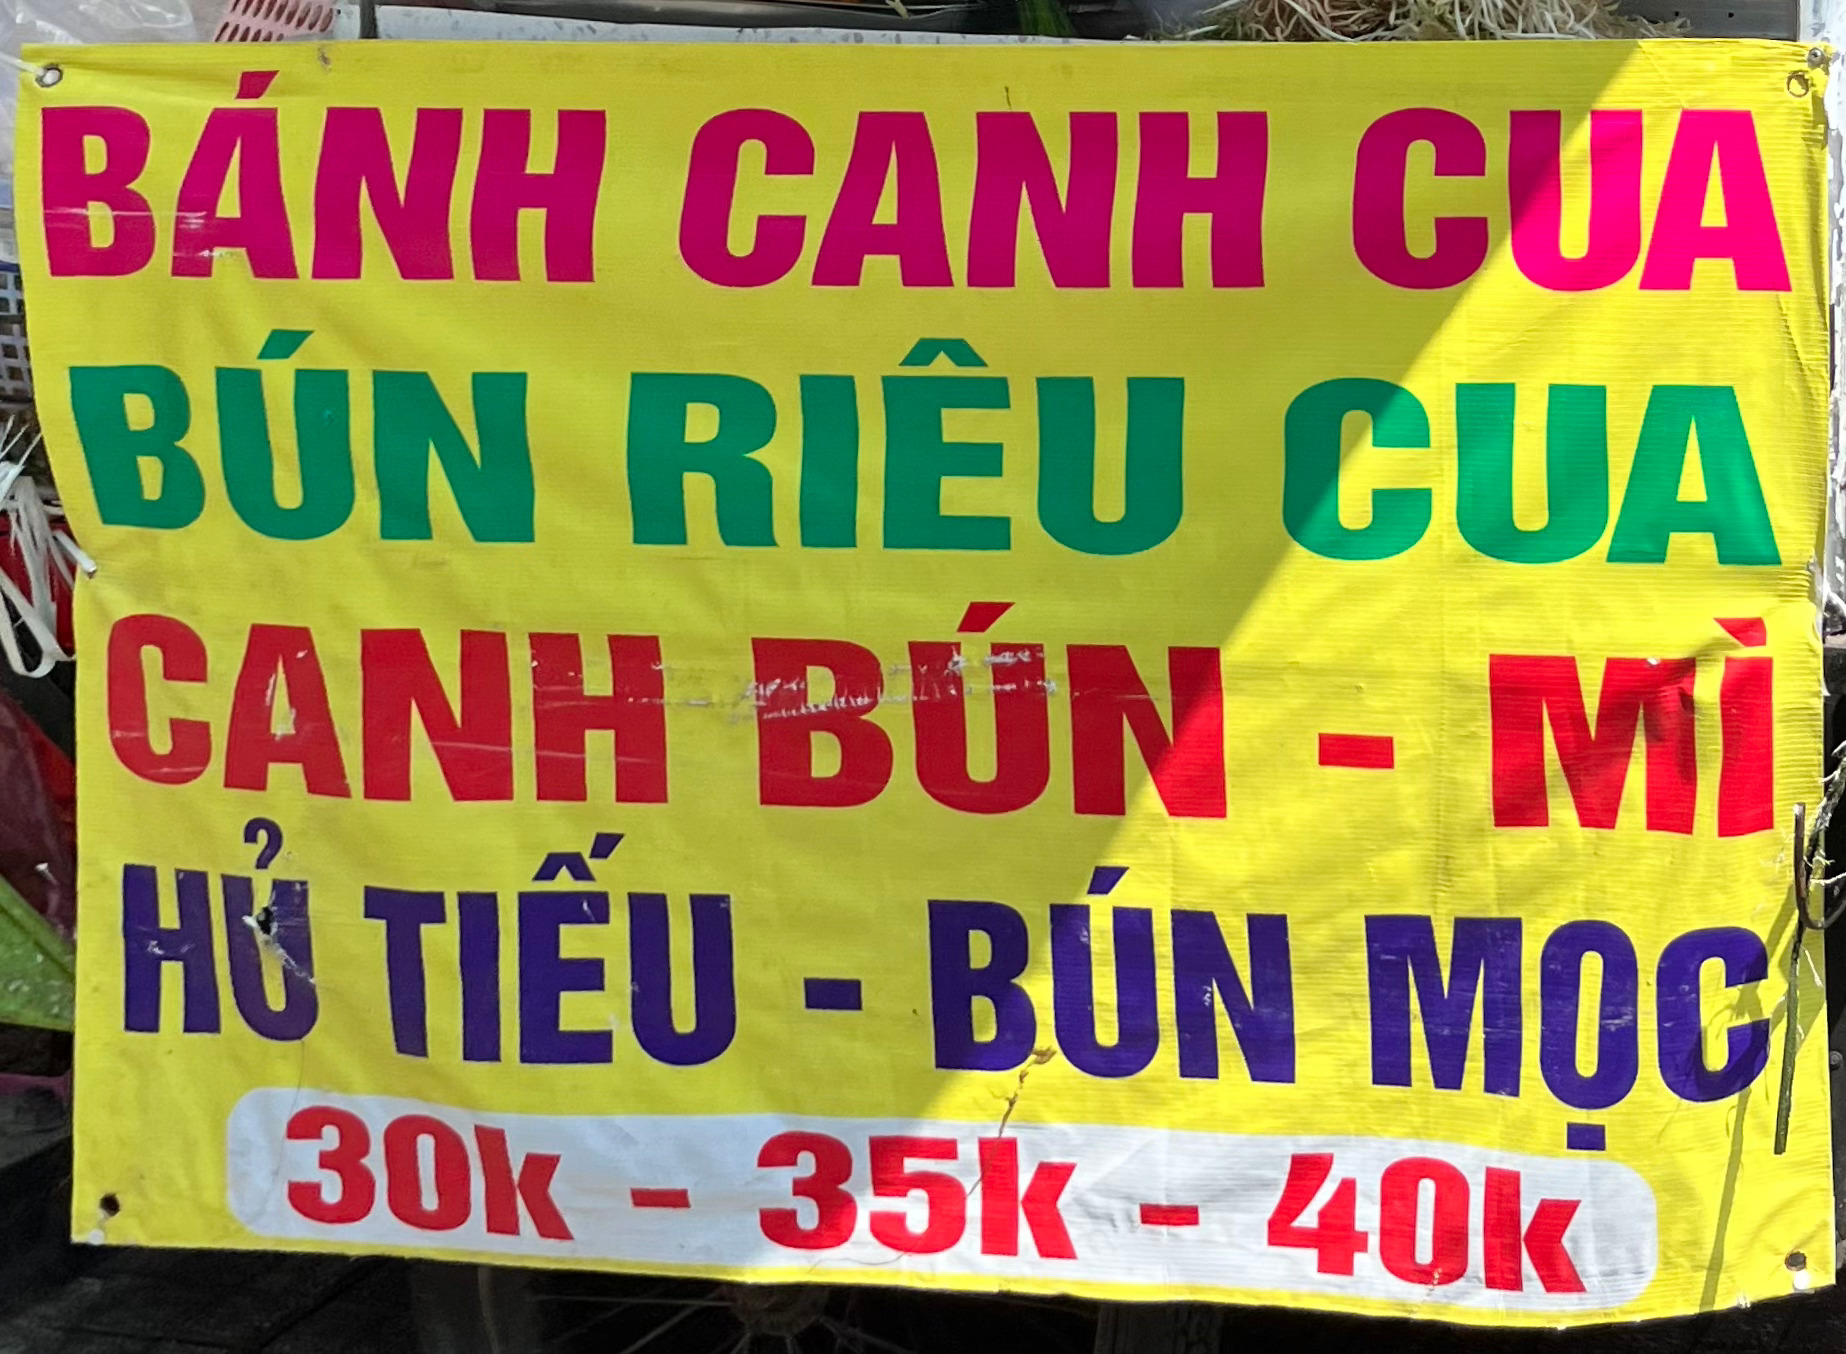 BÁNH CANH CUA
BÚN RIÊU CUA
CANH BÚN - MÌ
HỦ TIẾU - BÚN MỌC
30k - 35k - 40k